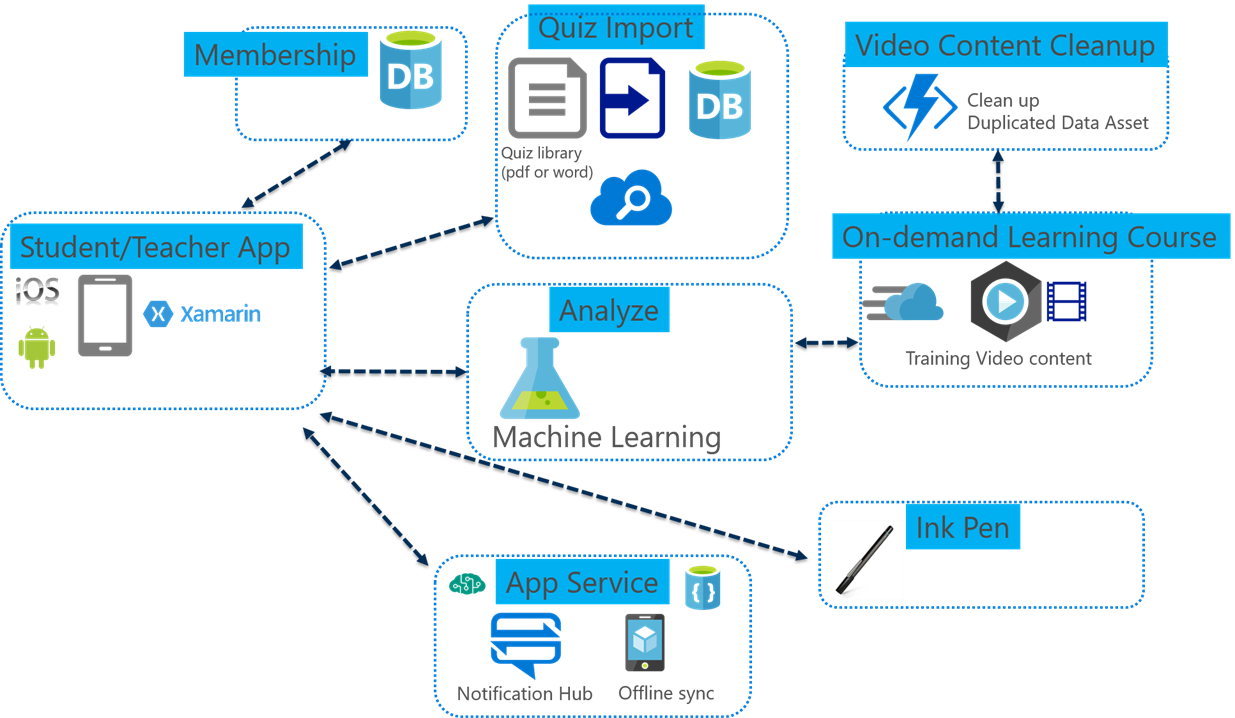 Membership
DB
Quiz Import
DB
Quiz library
(pdf or word)
Video Content Cleanup
Clean up
Duplicated Data Asset
Student/Teacher App
iOS
X Xamarin
Analyze
Machine Learning
On-demand Learning Course
Training Video content
Ink Pen
App Service
{ }
Notification Hub
Offline sync